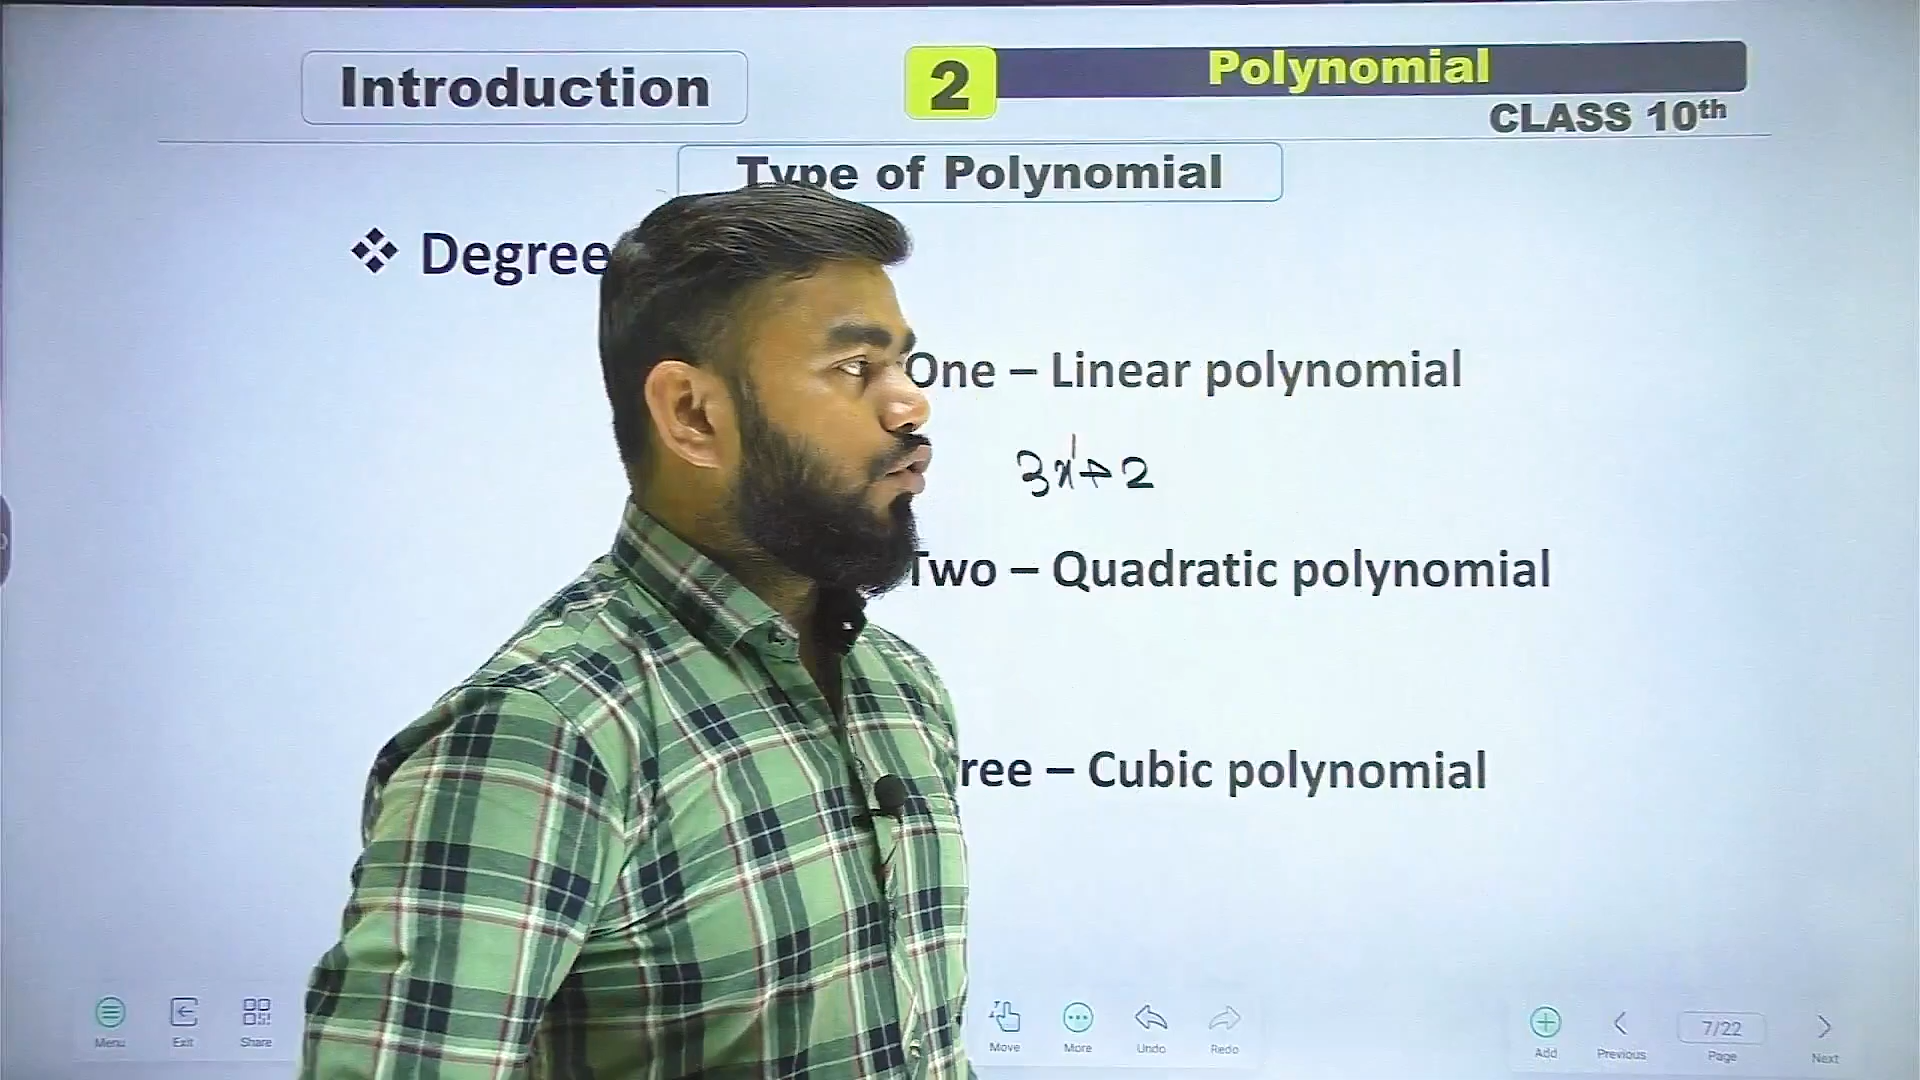 Introduction
2
Polynomial
CLASS 10th
Type of Polynomial
❖ Degree
One – Linear polynomial
3x¹+2
Two – Quadratic polynomial
ree – Cubic polynomial
Menu
Exit
Share
Move
More
Undo
Redo
Add
Previous
7/22
Page
Next